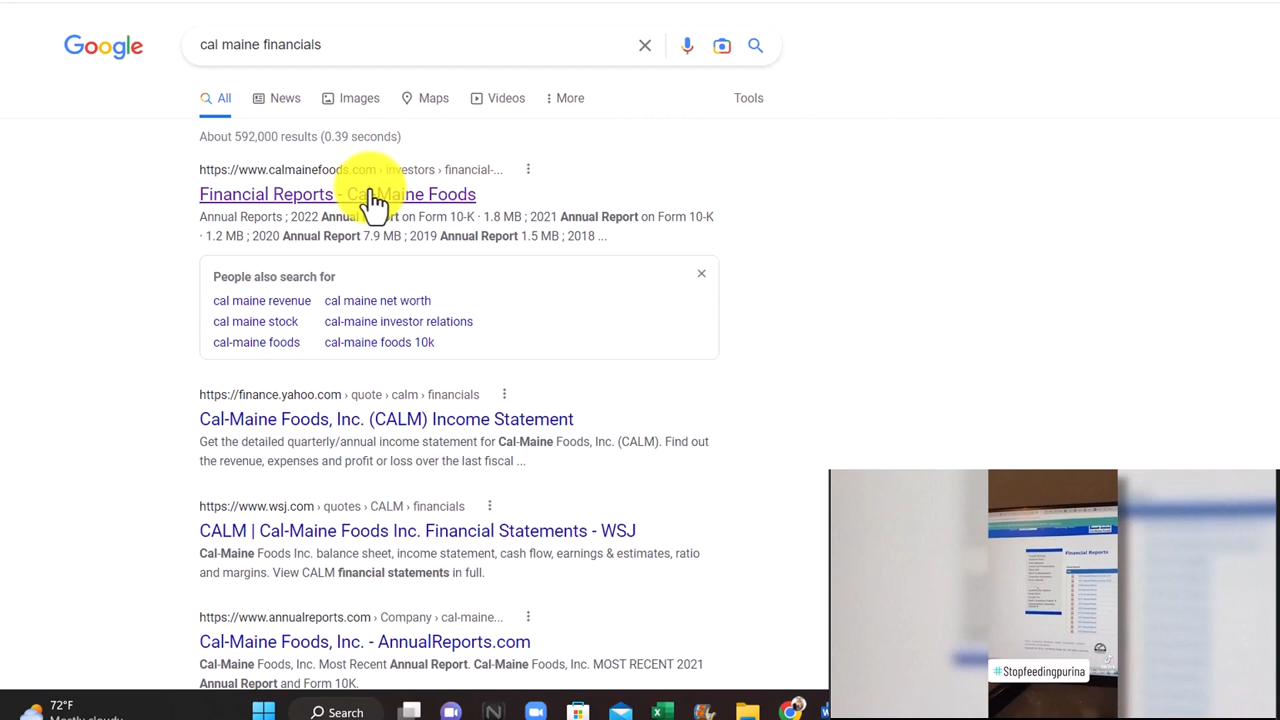 Google
cal maine financials
All News Images Maps Videos More Tools
About 592,000 results (0.39 seconds)
https://www.calmainefoods.com › investors › financial-...
Financial Reports - Cal-Maine Foods
Annual Reports ; 2022 Annual Report on Form 10-K · 1.8 MB ; 2021 Annual Report on Form 10-K
· 1.2 MB ; 2020 Annual Report 7.9 MB ; 2019 Annual Report 1.5 MB ; 2018 ...
People also search for
cal maine revenue cal maine net worth
cal maine stock cal-maine investor relations
cal-maine foods cal-maine foods 10k
https://finance.yahoo.com › quote › calm › financials
Cal-Maine Foods, Inc. (CALM) Income Statement
Get the detailed quarterly/annual income statement for Cal-Maine Foods, Inc. (CALM). Find out
the revenue, expenses and profit or loss over the last fiscal ...
https://www.wsj.com › quotes › CALM › financials
CALM | Cal-Maine Foods Inc. Financial Statements - WSJ
Cal-Maine Foods Inc. balance sheet, income statement, cash flow, earnings & estimates, ratio
and margins. View CALM financial statements in full.
https://www.annualreports.com › Company › cal-maine...
Cal-Maine Foods, Inc. - AnnualReports.com
Cal-Maine Foods, Inc. Most Recent Annual Report. Cal-Maine Foods, Inc. MOST RECENT 2021
Annual Report and Form 10K.
Financial Reports
#Stopfeedingpurina
72°F
Mostly cloudy
Search